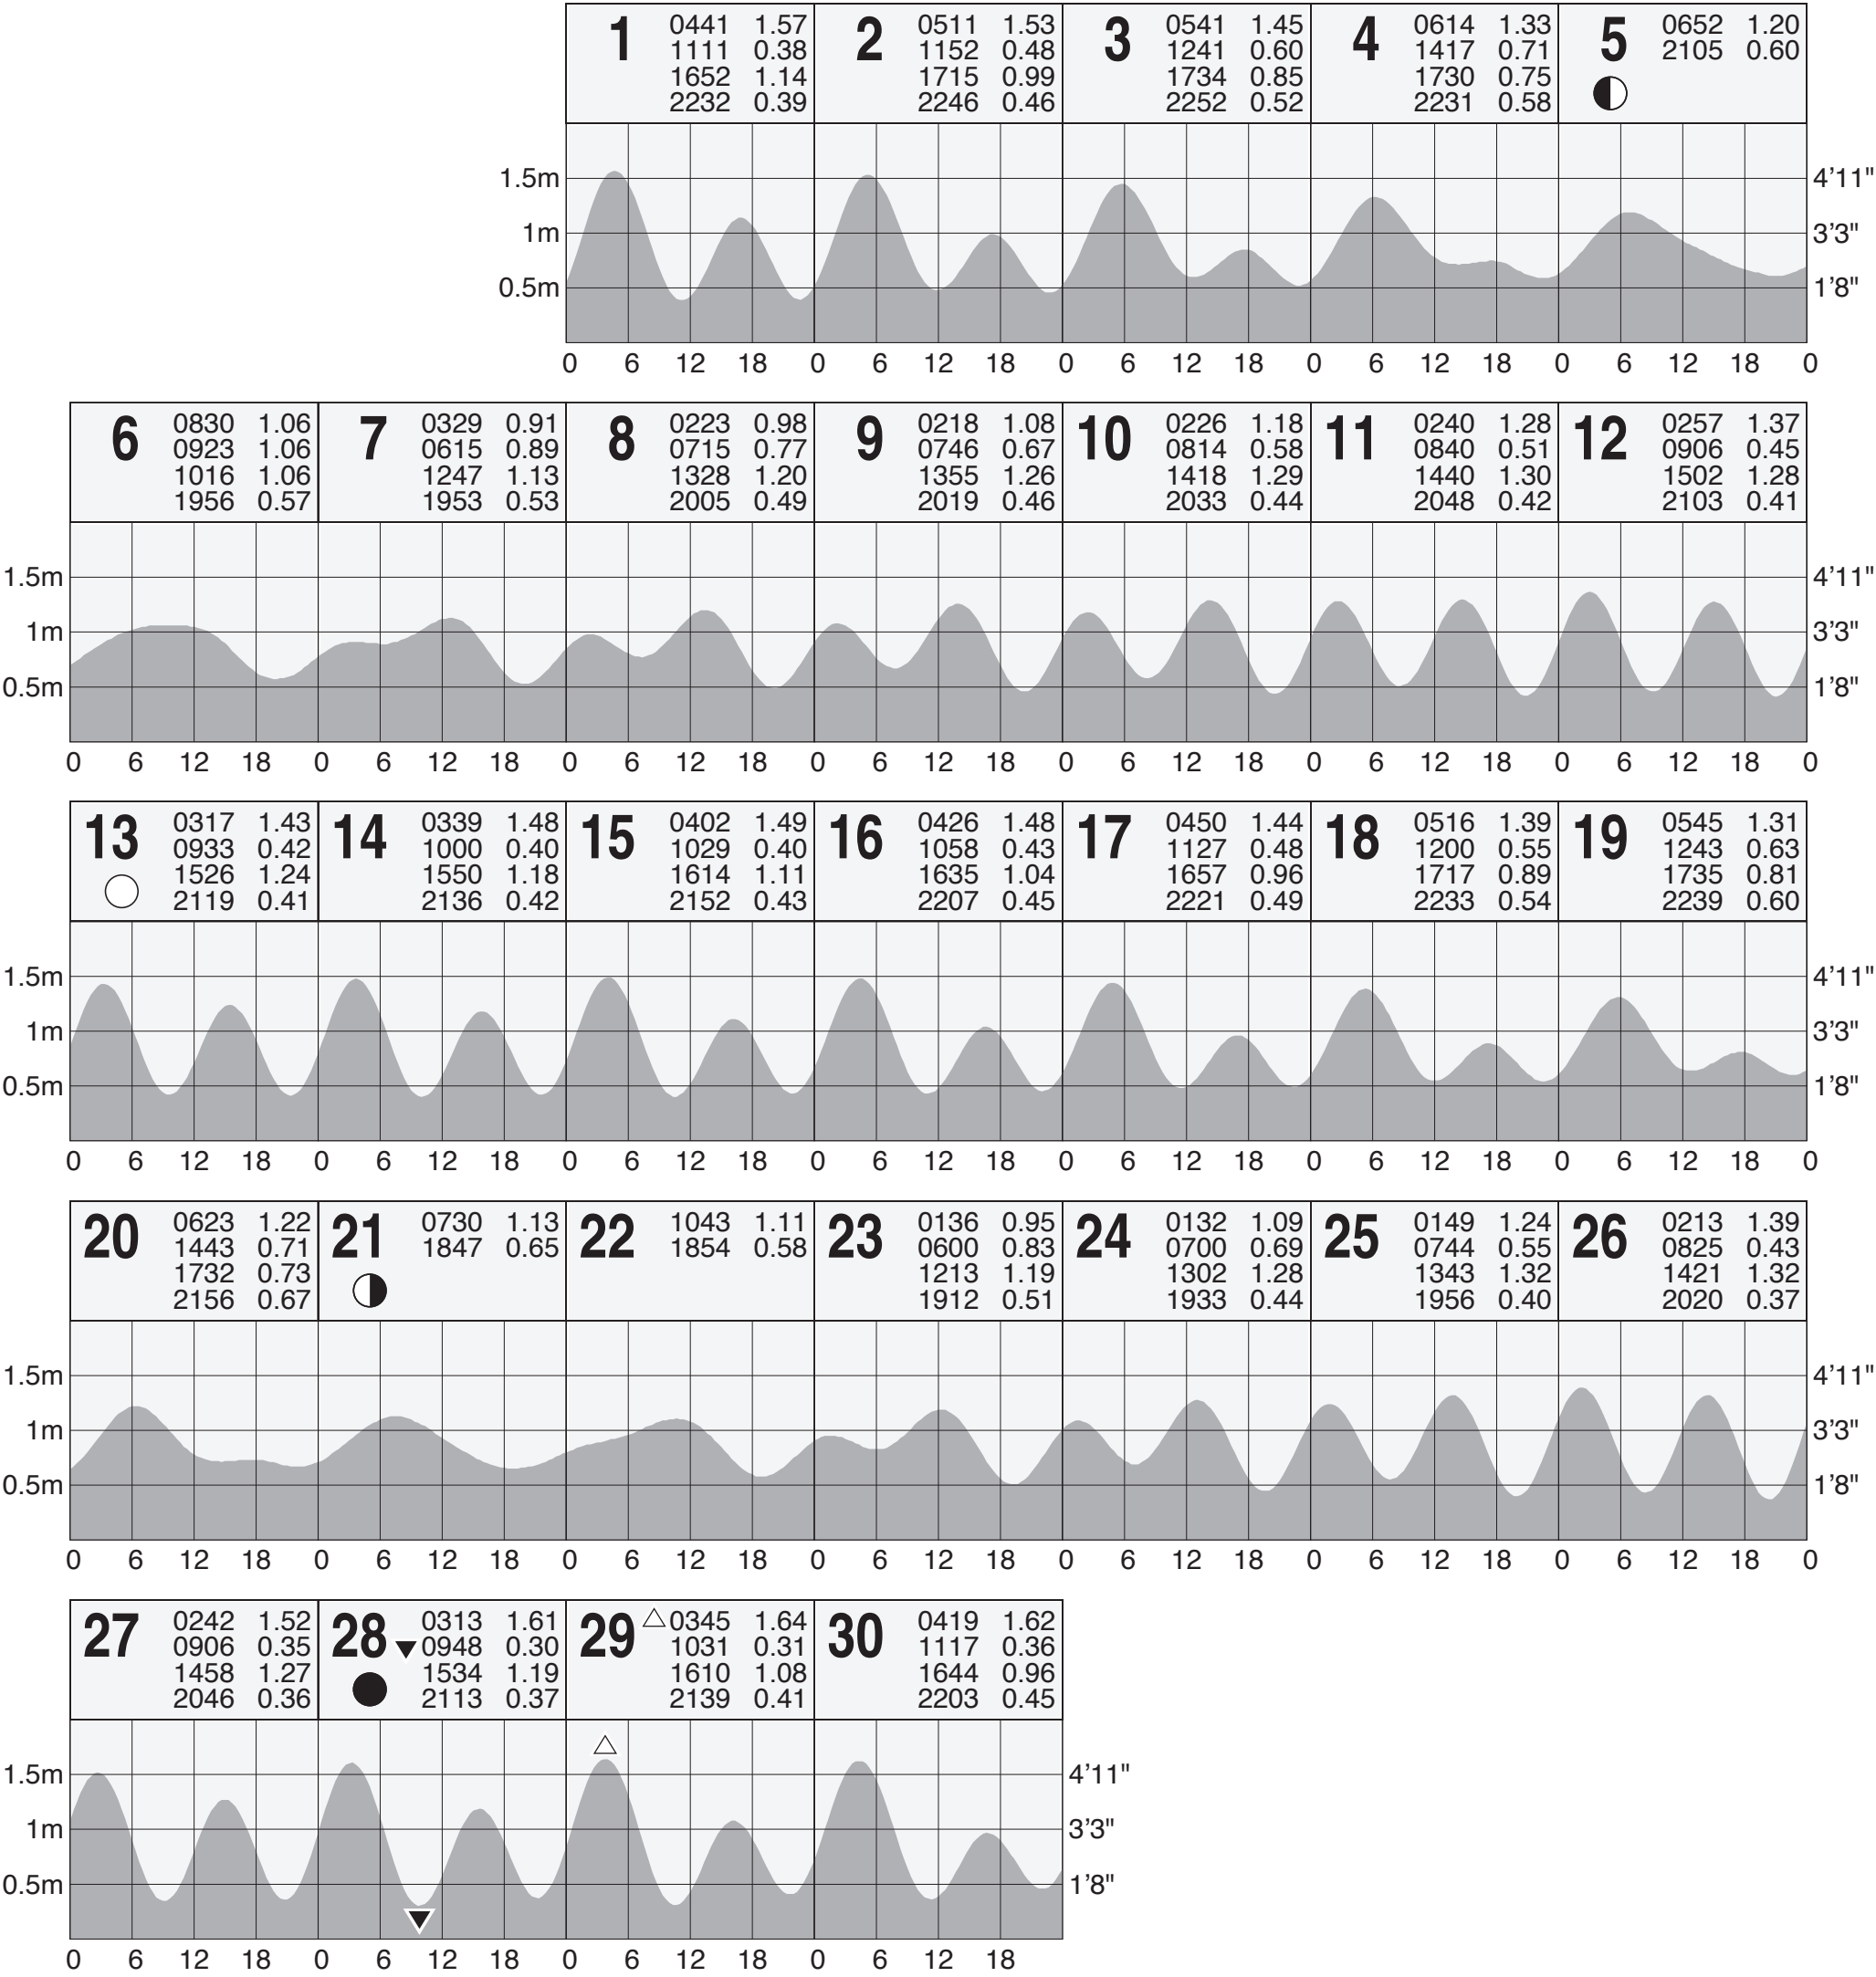 1 0441 1.57 2 0511 1.53 3 0541 1.45 4 0614 1.33 5 0652 1.20
1111 0.38 1152 0.48 1241 0.60 1417 0.71 2105 0.60
1652 1.14 1715 0.99 1734 0.85 1730 0.75
2232 0.39 2246 0.46 2252 0.52 2231 0.58
1.5m 4'11"
1m 3'3"
0.5m 1'8"
0 6 12 18 0 6 12 18 0 6 12 18 0 6 12 18 0 6 12 18 0
6 0830 1.06 7 0329 0.91 8 0223 0.98 9 0218 1.08 10 0226 1.18 11 0240 1.28 12 0257 1.37
0923 1.06 0615 0.89 0715 0.77 0746 0.67 0814 0.58 0840 0.51 0906 0.45
1016 1.06 1247 1.13 1328 1.20 1355 1.26 1418 1.29 1440 1.30 1502 1.28
1956 0.57 1953 0.53 2005 0.49 2019 0.46 2033 0.44 2048 0.42 2103 0.41
1.5m 4'11"
1m 3'3"
0.5m 1'8"
0 6 12 18 0 6 12 18 0 6 12 18 0 6 12 18 0 6 12 18 0 6 12 18 0 6 12 18 0
13 0317 1.43 14 0339 1.48 15 0402 1.49 16 0426 1.48 17 0450 1.44 18 0516 1.39 19 0545 1.31
0933 0.42 1000 0.40 1029 0.40 1058 0.43 1127 0.48 1200 0.55 1243 0.63
1526 1.24 1550 1.18 1614 1.11 1635 1.04 1657 0.96 1717 0.89 1735 0.81
2119 0.41 2136 0.42 2152 0.43 2207 0.45 2221 0.49 2233 0.54 2239 0.60
1.5m 4'11"
1m 3'3"
0.5m 1'8"
0 6 12 18 0 6 12 18 0 6 12 18 0 6 12 18 0 6 12 18 0 6 12 18 0 6 12 18 0
20 0623 1.22 21 0730 1.13 22 1043 1.11 23 0136 0.95 24 0132 1.09 25 0149 1.24 26 0213 1.39
1443 0.71 1847 0.65 1854 0.58 0600 0.83 0700 0.69 0744 0.55 0825 0.43
1732 0.73 1213 1.19 1302 1.28 1343 1.32 1421 1.32
2156 0.67 1912 0.51 1933 0.44 1956 0.40 2020 0.37
1.5m 4'11"
1m 3'3"
0.5m 1'8"
0 6 12 18 0 6 12 18 0 6 12 18 0 6 12 18 0 6 12 18 0 6 12 18 0 6 12 18 0
27 0242 1.52 28 0313 1.61 29 0345 1.64 30 0419 1.62
0906 0.35 0948 0.30 1031 0.31 1117 0.36
1458 1.27 1534 1.19 1610 1.08 1644 0.96
2046 0.36 2113 0.37 2139 0.41 2203 0.45
1.5m 4'11"
1m 3'3"
0.5m 1'8"
0 6 12 18 0 6 12 18 0 6 12 18 0 6 12 18